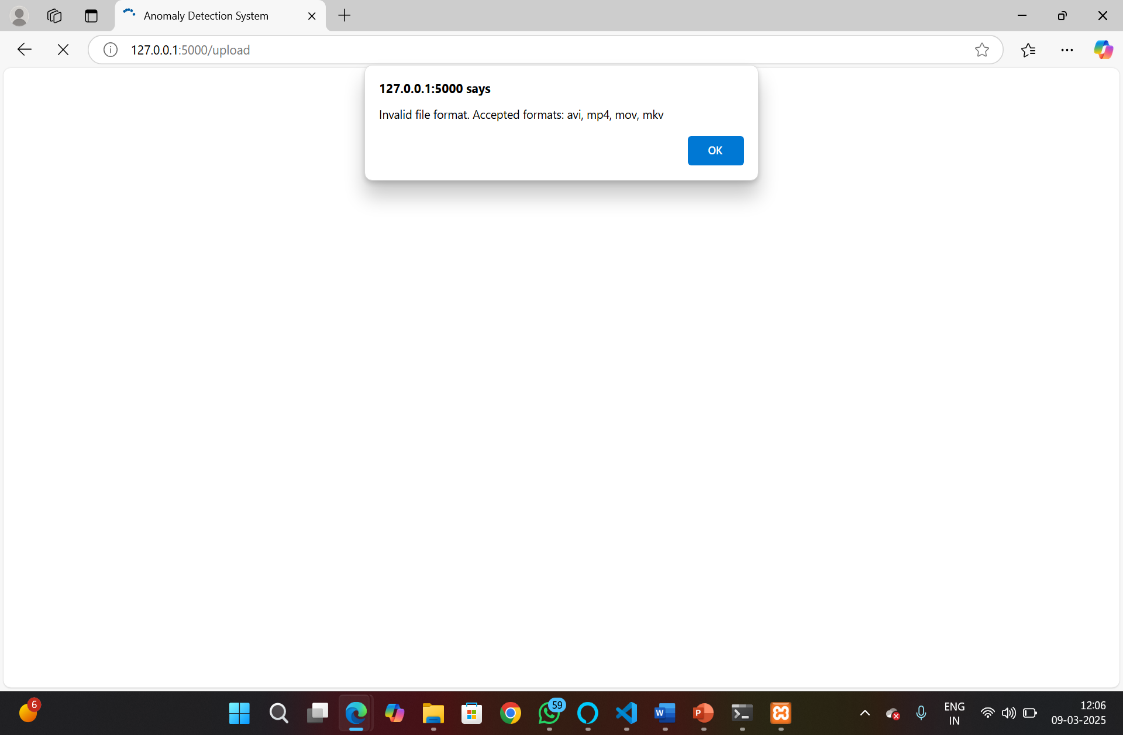 Anomaly Detection System
127.0.0.1:5000/upload
127.0.0.1:5000 says
Invalid file format. Accepted formats: avi, mp4, mov, mkv
OK
6
59
W
P
ENG
IN
12:06
09-03-2025